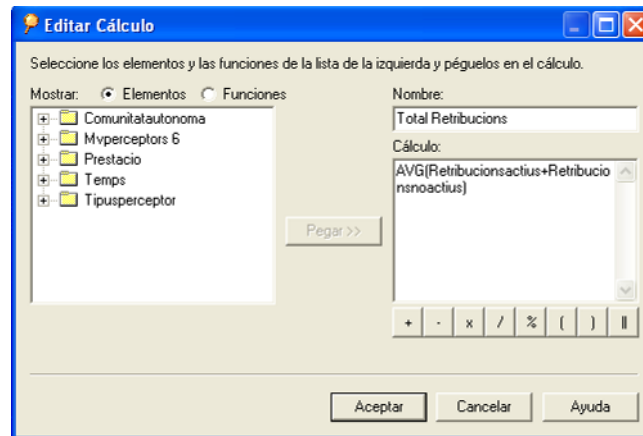 Editar Cálculo
Seleccione los elementos y las funciones de la lista de la izquierda y péguelos en el cálculo.
Mostrar: Elementos Funciones
Nombre:
Comunitatautonoma
Mvperceptors 6
Prestacio
Temps
Tipusperceptor
Total Retribucions
Cálculo:
AVG(Retribucionsactius+Retribucio
nsnoactius)
Pegar >>
+ - x / % ( ) ||
Aceptar Cancelar Ayuda